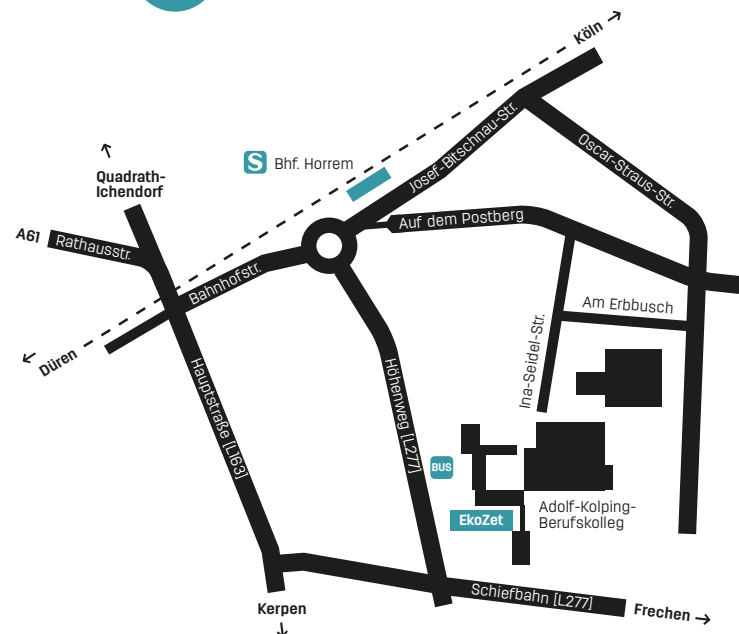 Köln
Josef-Bitschnau-Str.
Oscar-Straus-Str.
S
Bhf. Horrem
Quadrath-
Ichendorf
A61
Rathausstr.
Auf dem Postberg
Bahnhofstr.
Am Erbbusch
Ina-Seidel-Str.
Düren
Hauptstraße [L163]
Höhenweg [L277]
BUS
EkoZet
Adolf-Kolping-
Berufskolleg
Schiefbahn [L277]
Kerpen
Frechen